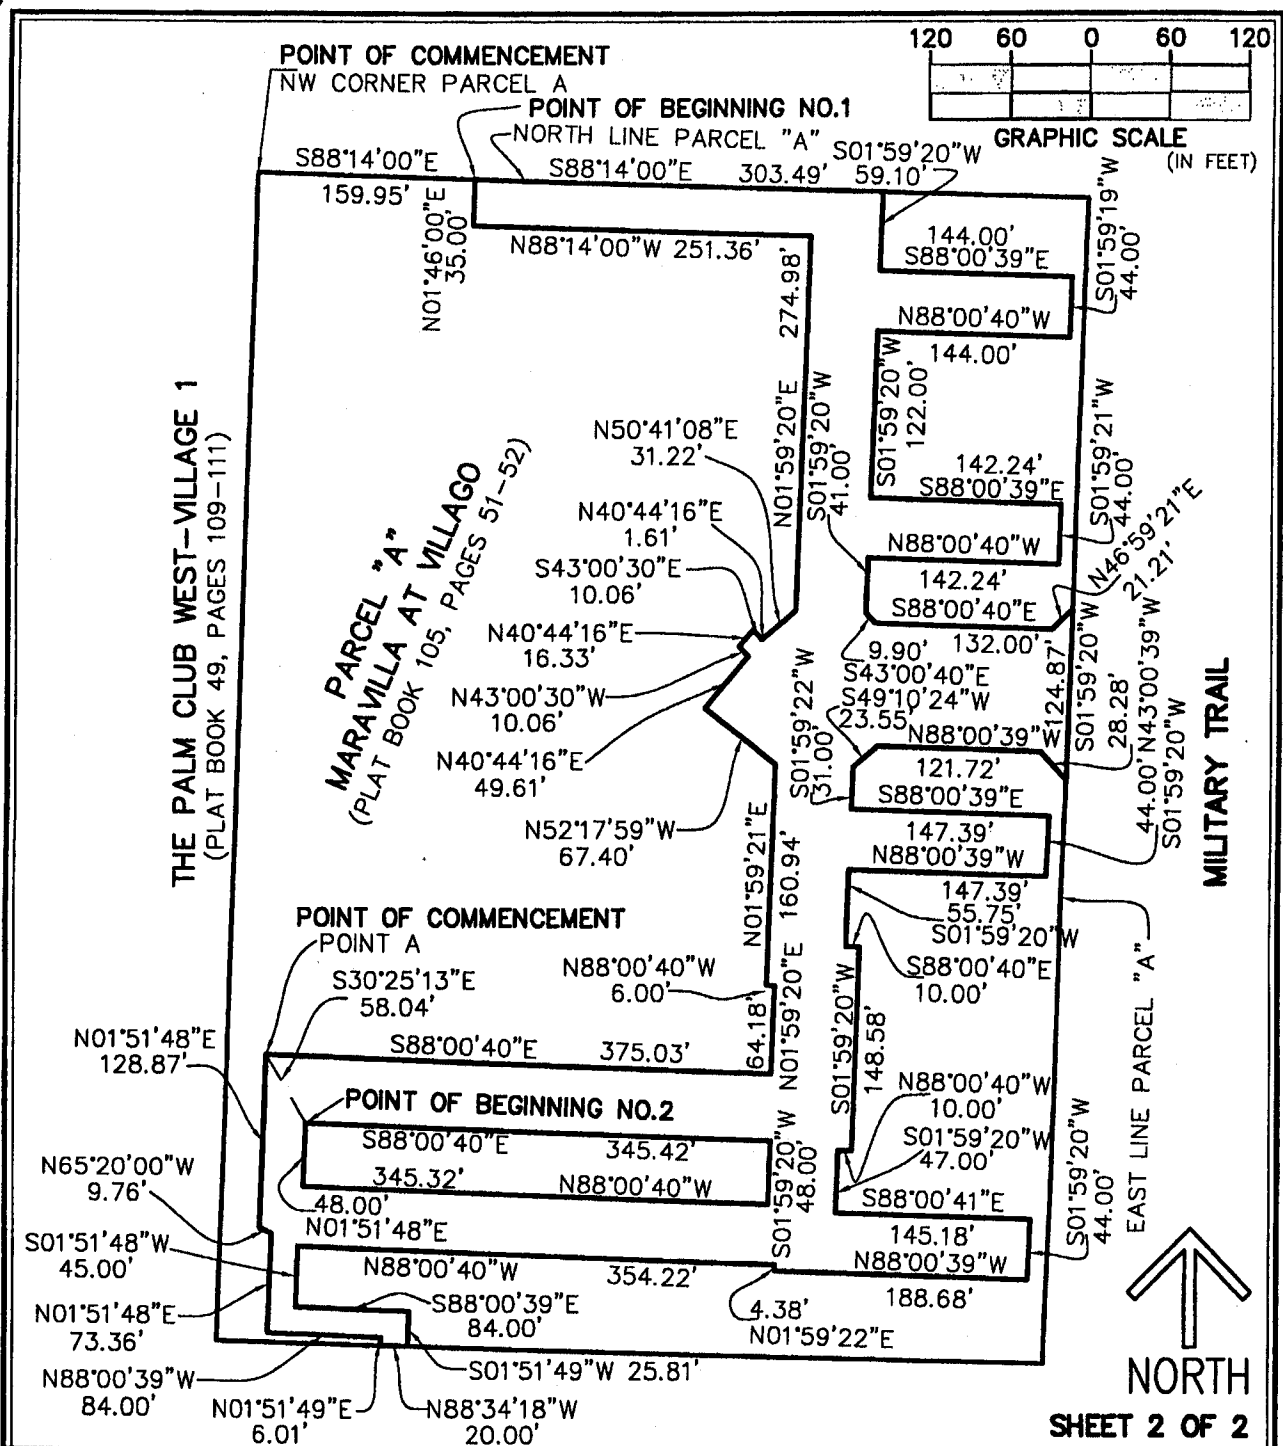 120 60 0 60 120
GRAPHIC SCALE
(IN FEET)
POINT OF COMMENCEMENT
NW CORNER PARCEL A
POINT OF BEGINNING NO.1
NORTH LINE PARCEL "A"
S01°59'20"W
59.10'
S88°14'00"E
159.95'
S88°14'00"E 303.49'
N01°46'00"E
35.00'
N88°14'00"W 251.36'
144.00'
S88°00'39"E
S01°59'19"W
44.00'
N88°00'40"W
144.00'
274.98'
N01°59'20"E
S01°59'20"W
41.00'
S01°59'20"W
122.00'
142.24'
S88°00'39"E
S01°59'21"W
44.00'
N88°00'40"W
142.24'
S88°00'40"E
132.00'
N46°59'21"E
21.21'
THE PALM CLUB WEST-VILLAGE 1
(PLAT BOOK 49, PAGES 109-111)
PARCEL "A"
MARAVILLA AT VILLAGO
(PLAT BOOK 105, PAGES 51-52)
N50°41'08"E
31.22'
N40°44'16"E
1.61'
S43°00'30"E
10.06'
N40°44'16"E
16.33'
N43°00'30"W
10.06'
N40°44'16"E
49.61'
N52°17'59"W
67.40'
9.90'
S43°00'40"E
S49°10'24"W
23.55'
S01°59'22"W
31.00'
124.87'
S01°59'20"W
N88°00'39"W
121.72'
S88°00'39"E
N43°00'39"W
28.28'
44.00'
S01°59'20"W
MILITARY TRAIL
147.39'
N88°00'39"W
147.39'
55.75'
S01°59'20"W
S88°00'40"E
10.00'
N01°59'21"E
160.94'
POINT OF COMMENCEMENT
POINT A
S30°25'13"E
58.04'
N88°00'40"W
6.00'
64.18'
N01°59'20"E
S01°59'20"W
148.58'
EAST LINE PARCEL "A"
N01°51'48"E
128.87'
S88°00'40"E 375.03'
N88°00'40"W
10.00'
S01°59'20"W
47.00'
POINT OF BEGINNING NO.2
S88°00'40"E 345.42'
345.32' N88°00'40"W
48.00'
N01°51'48"E
S01°59'20"W
48.00'
S88°00'41"E
145.18'
N88°00'39"W
188.68'
S01°59'20"W
44.00'
N65°20'00"W
9.76'
S01°51'48"W
45.00'
N88°00'40"W 354.22'
S88°00'39"E
84.00'
4.38'
N01°59'22"E
N01°51'48"E
73.36'
S01°51'49"W 25.81'
N88°00'39"W
84.00'
N01°51'49"E
6.01'
N88°34'18"W
20.00'
NORTH
SHEET 2 OF 2